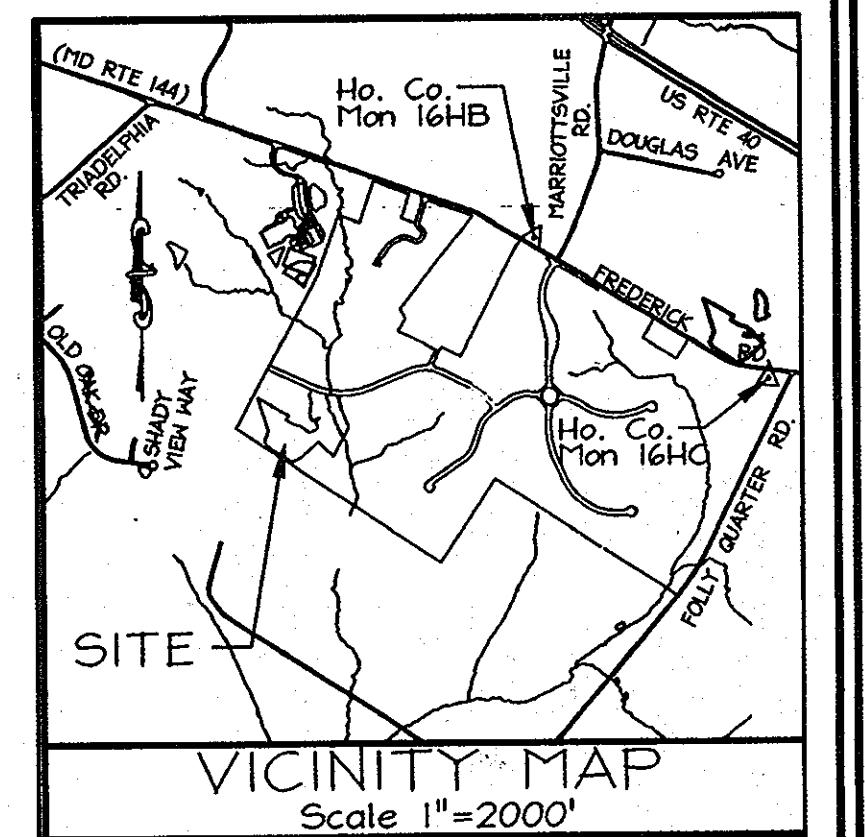 (MD RTE 144)
TRIADELPHIA
RD.
Ho. Co.
Mon 16HB
MARRIOTTSVILLE
RD.
US RTE 40
DOUGLAS AVE
FREDERICK
RD
OLD OAK DR
SHADY
VIEW WAY
Ho. Co.
Mon 16HC
FOLLY QUARTER RD.
SITE
VICINITY MAP
Scale 1"=2000'